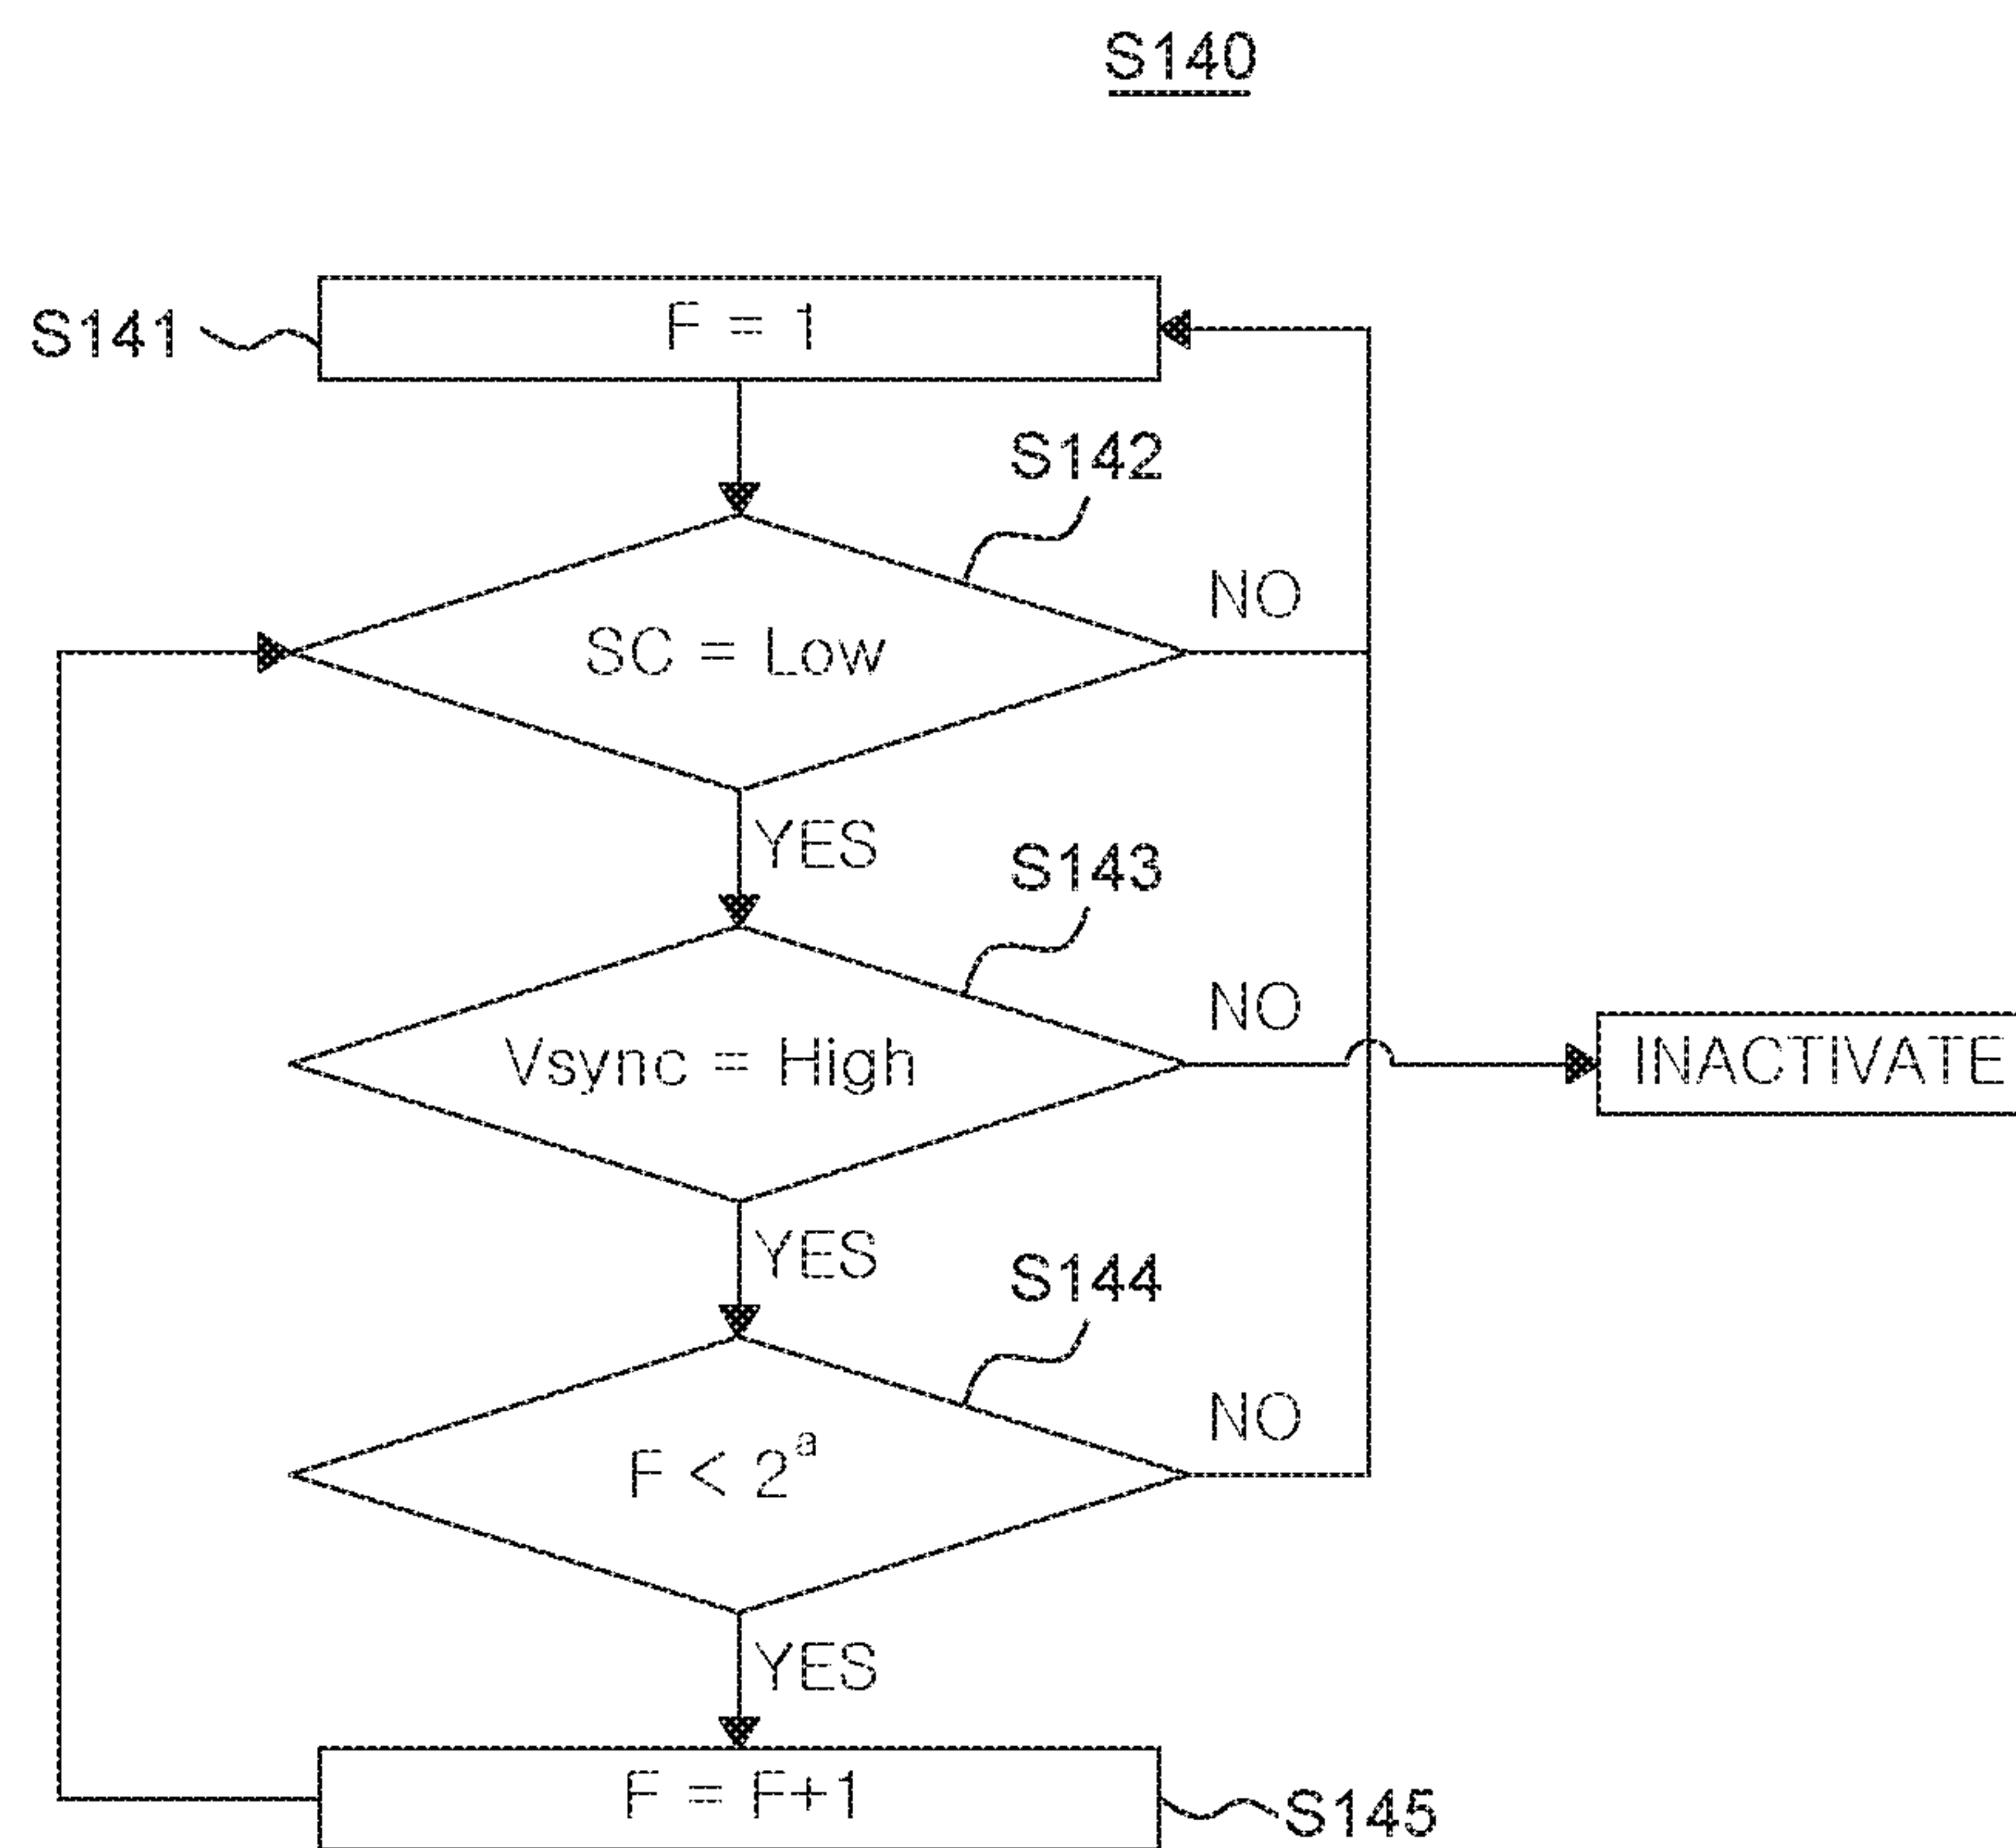 S140
S141
F = 1
S142
SC = Low
NO
YES
S143
Vsync = High
NO
INACTIVATE
YES
S144
F < 2ᵃ
NO
YES
F = F+1
S145